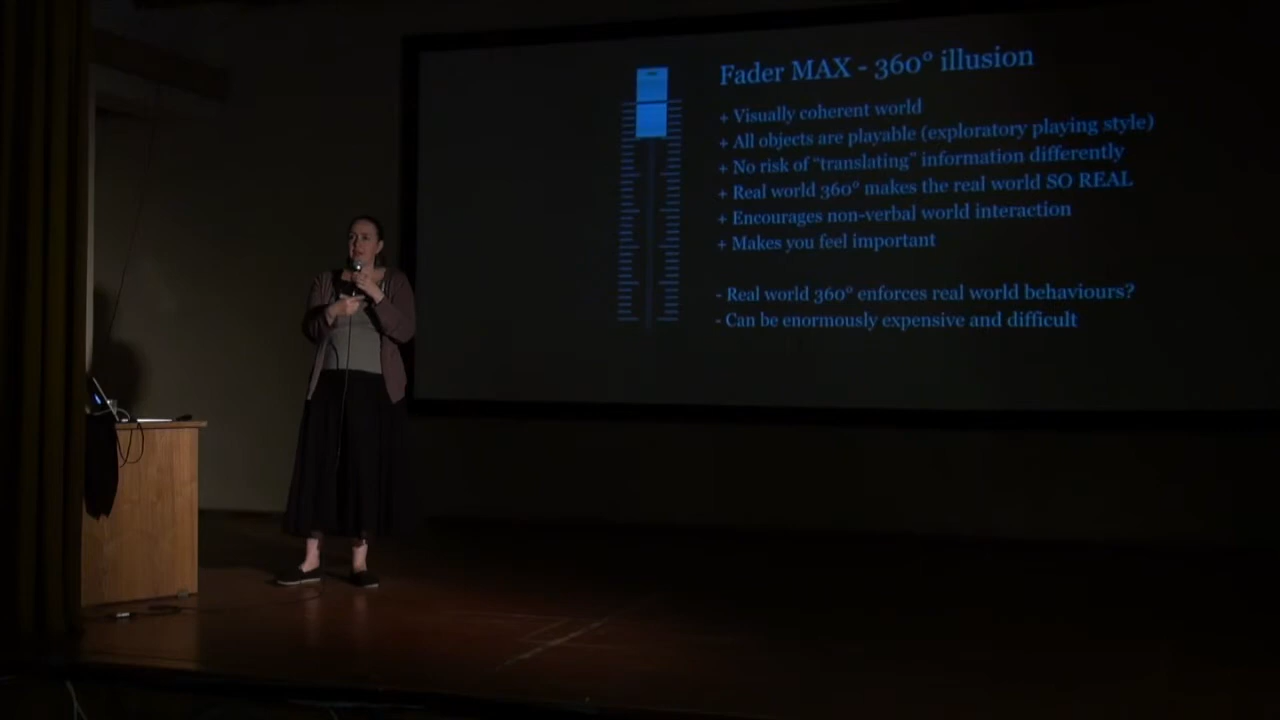 Fader MAX - 360° illusion
+ Visually coherent world
+ All objects are playable (exploratory playing style)
+ No risk of “translating” information differently
+ Real world 360° makes the real world SO REAL
+ Encourages non-verbal world interaction
+ Makes you feel important
- Real world 360° enforces real world behaviours?
- Can be enormously expensive and difficult